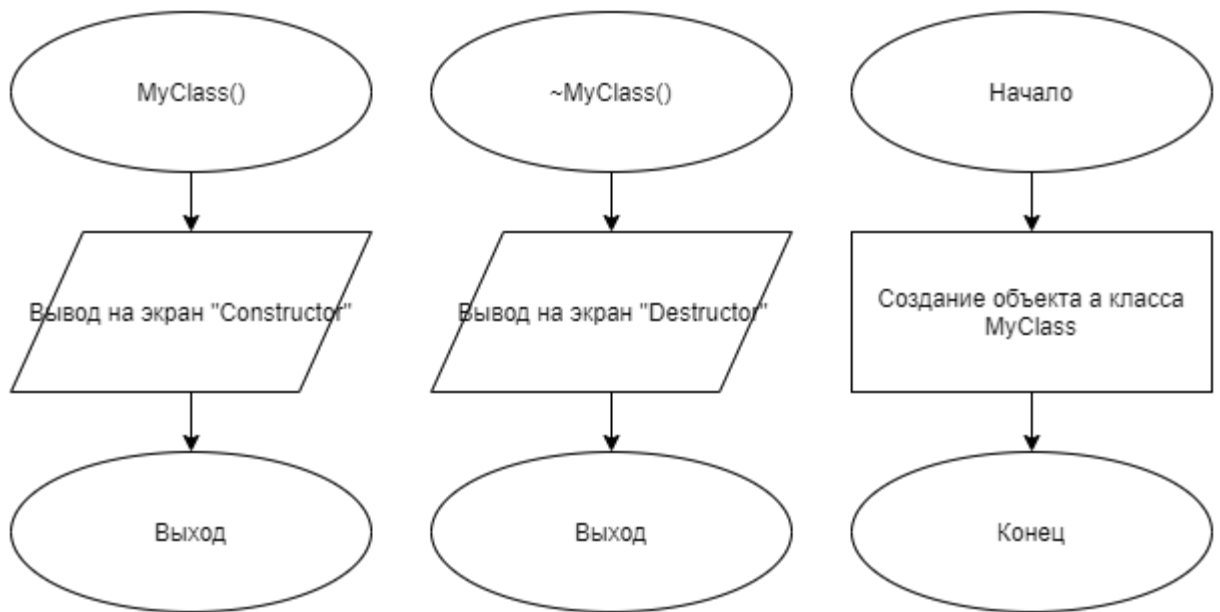 MyClass()
~MyClass()
Начало
Вывод на экран "Constructor"
Вывод на экран "Destructor"
Создание объекта а класса
MyClass
Выход
Выход
Конец